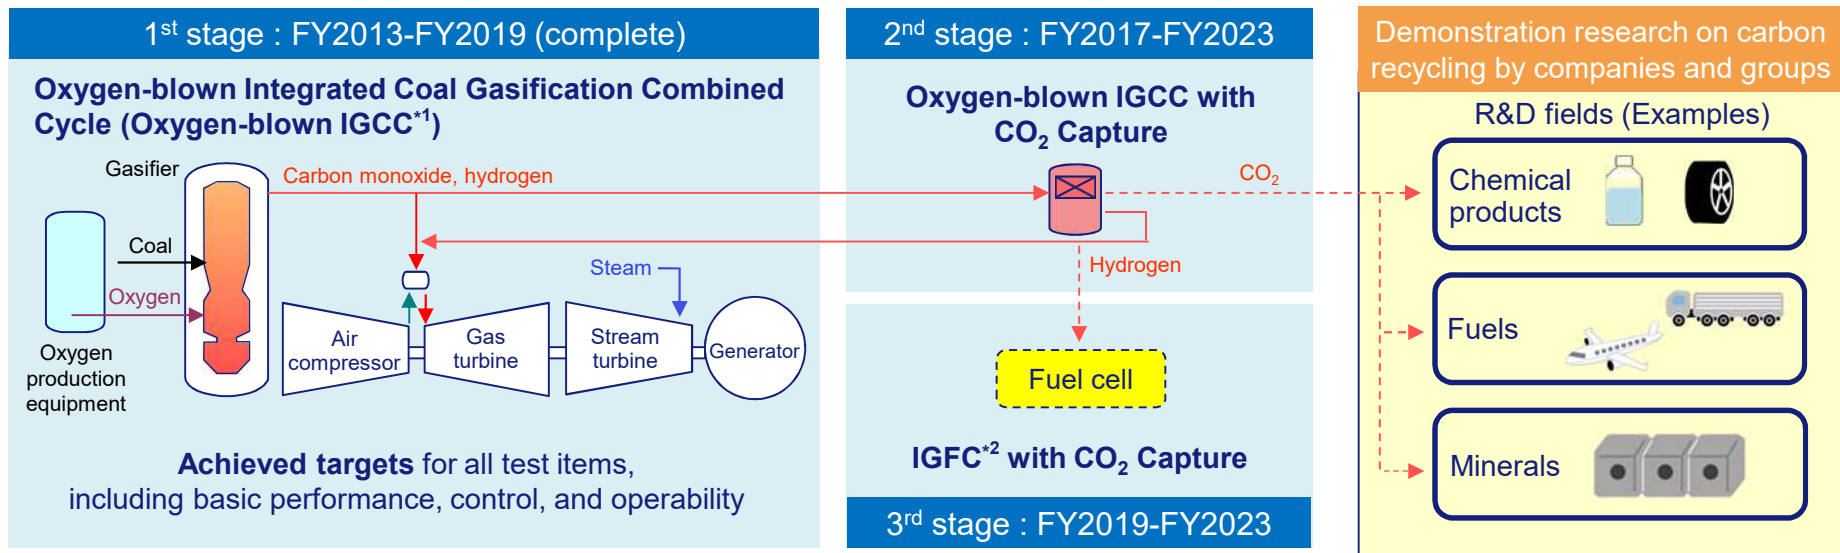 1st stage : FY2013-FY2019 (complete)
Oxygen-blown Integrated Coal Gasification Combined
Cycle (Oxygen-blown IGCC*1)
Gasifier
Carbon monoxide, hydrogen
Coal
Oxygen
Steam
Air
compressor
Gas
turbine
Stream
turbine
Generator
Oxygen
production
equipment
Achieved targets for all test items,
including basic performance, control, and operability
2nd stage : FY2017-FY2023
Oxygen-blown IGCC with
CO2 Capture
CO2
Hydrogen
Fuel cell
IGFC*2 with CO2 Capture
3rd stage : FY2019-FY2023
Demonstration research on carbon
recycling by companies and groups
R&D fields (Examples)
Chemical
products
Fuels
Minerals